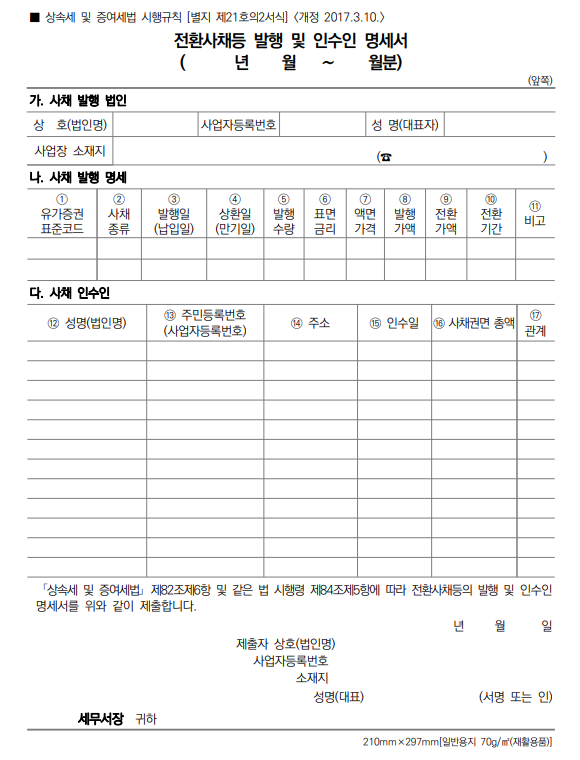 ■ 상속세 및 증여세법 시행규칙 [별지 제21호의2서식] <개정 2017.3.10.>
전환사채등 발행 및 인수인 명세서
( 년 월 ~ 월분)
(앞쪽)
가. 사채 발행 법인
상 호(법인명) 사업자등록번호 성 명(대표자)
사업장 소재지 (☎ )
나. 사채 발행 명세
① 유가증권 표준코드
② 사채 종류
③ 발행일 (납입일)
④ 상환일 (만기일)
⑤ 발행 수량
⑥ 표면 금리
⑦ 액면 가격
⑧ 발행 가액
⑨ 전환 가액
⑩ 전환 기간
⑪ 비고
다. 사채 인수인
⑫ 성명(법인명)
⑬ 주민등록번호 (사업자등록번호)
⑭ 주소
⑮ 인수일
⑯ 사채권면 총액
⑰ 관계
「상속세 및 증여세법」 제82조제6항 및 같은 법 시행령 제84조제5항에 따라 전환사채등의 발행 및 인수인
명세서를 위와 같이 제출합니다.
년 월 일
제출자 상호(법인명)
사업자등록번호
소재지
성명(대표) (서명 또는 인)
세무서장 귀하
210mm×297mm[일반용지 70g/㎡(재활용품)]